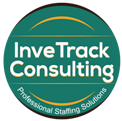 InveTrack
Consulting
Professional Staffing Solutions